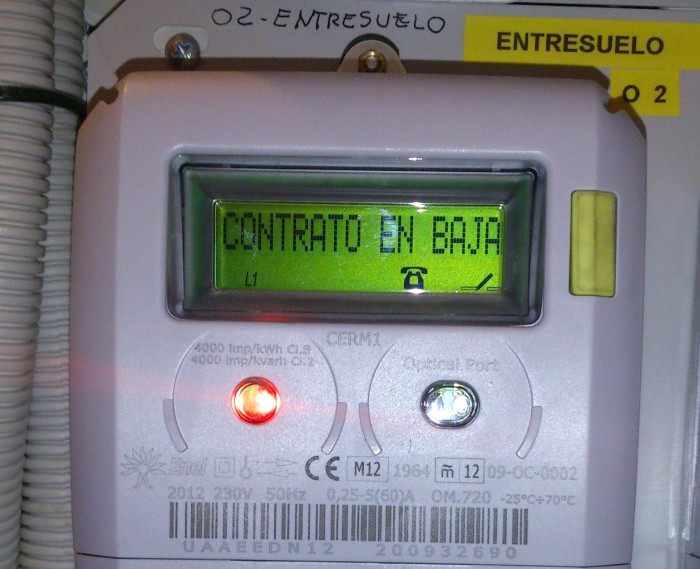 02-ENTRESUELO
ENTRESUELO
O 2
CONTRATO EN BAJA
L1
CERM1
4000 imp/kWh Cl.B
4000 imp/kvarh Cl.2
Optical Port
Enel CE M12 1984 m 12 09-OC-0002
2012 230V 50Hz 0,25-5(60)A OM.720 -25°C÷70°C
UAAEEDN12 200932690